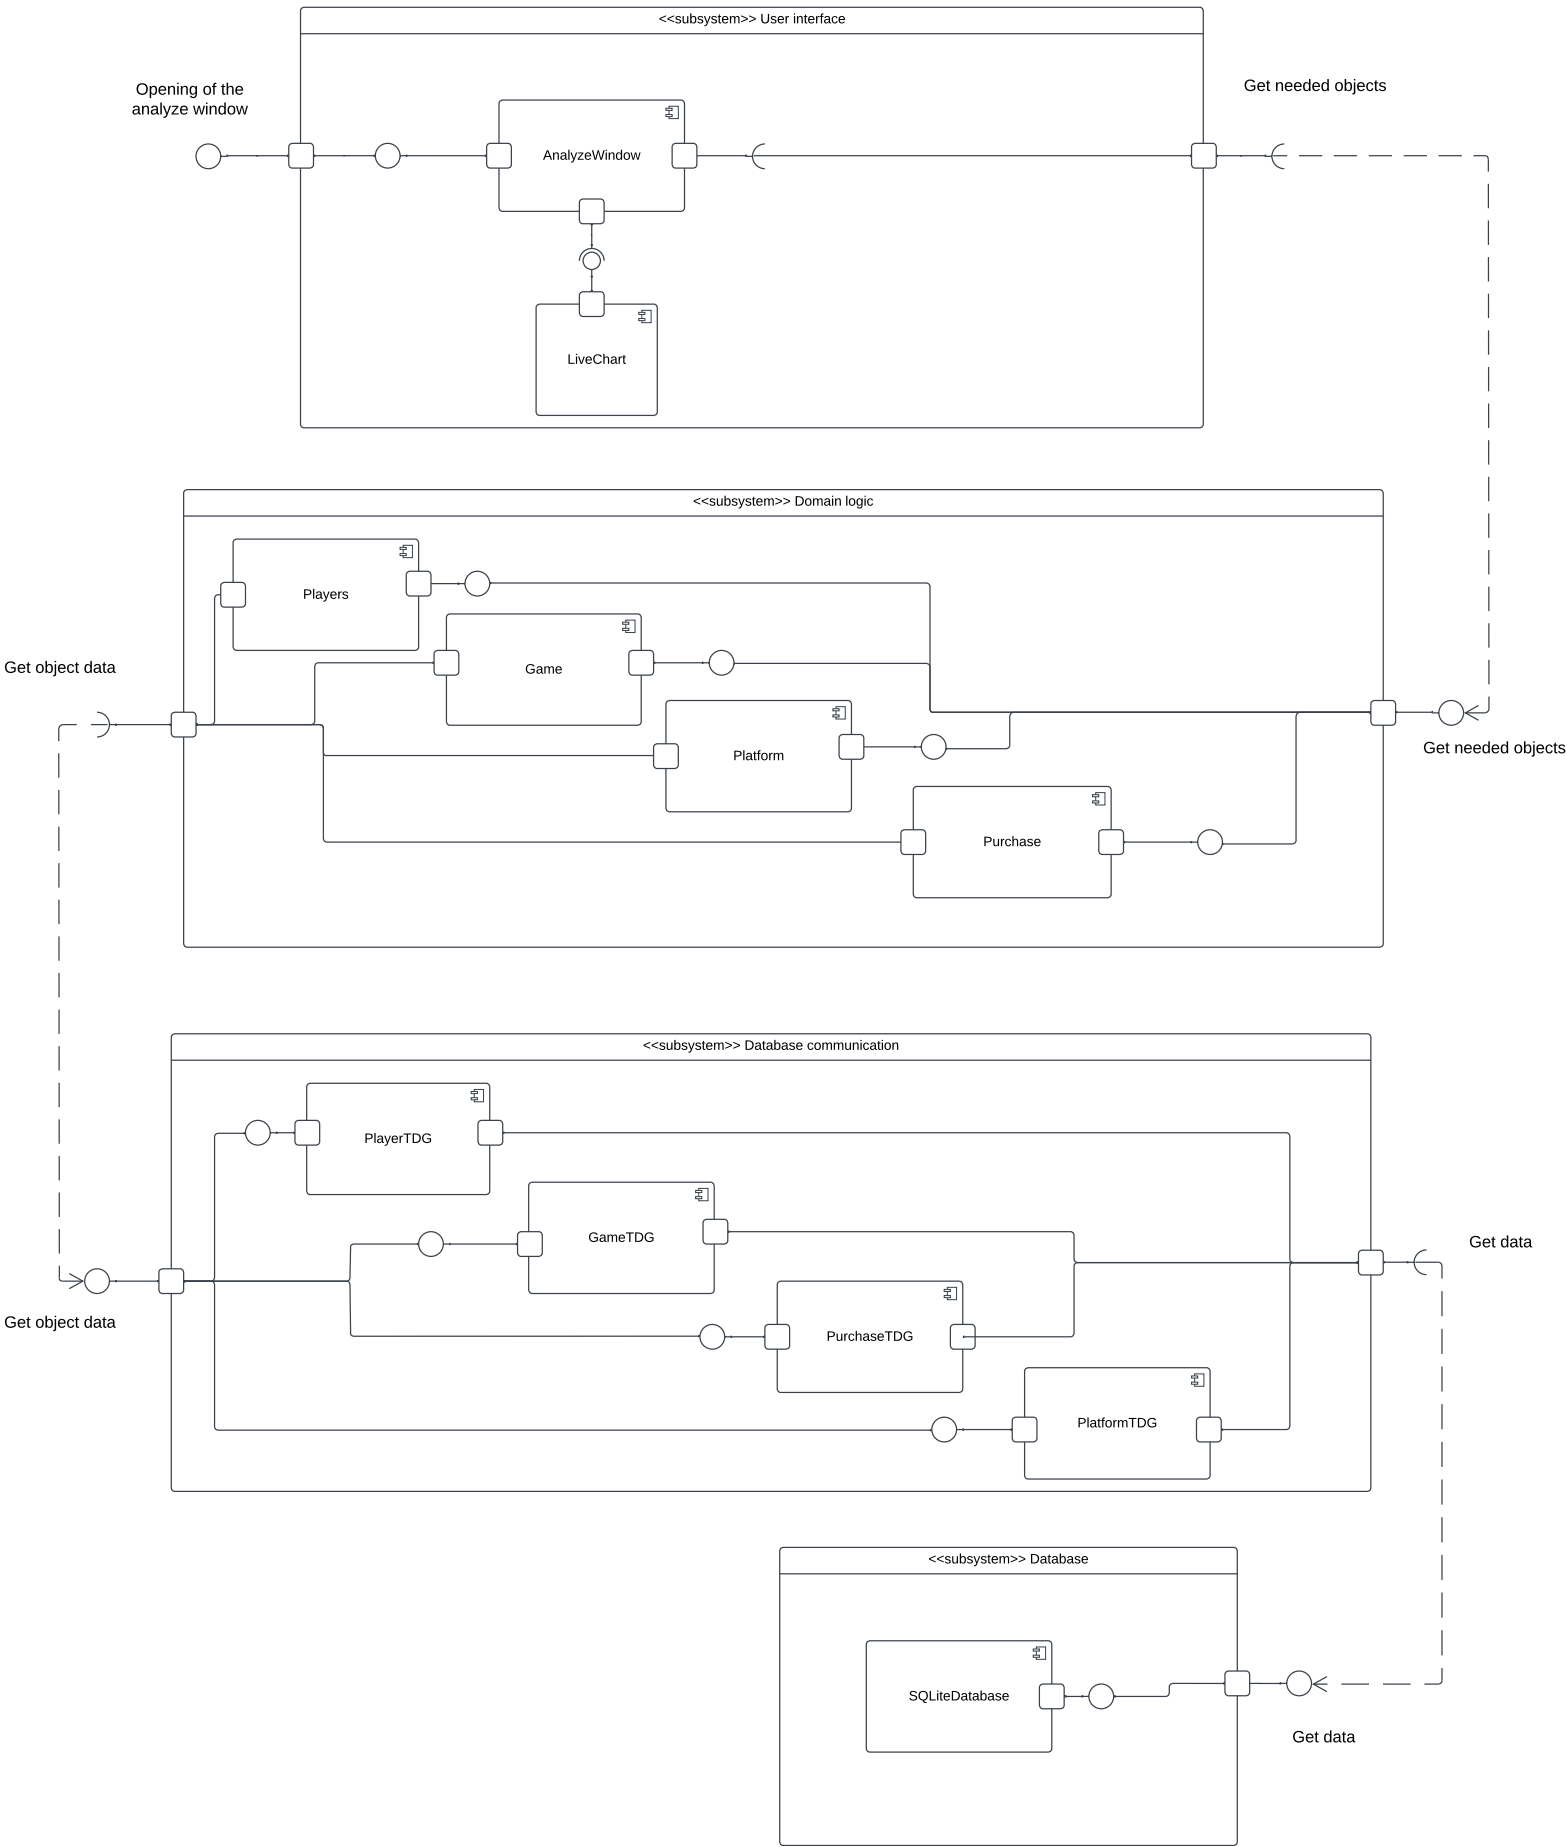 <<subsystem>> User interface
Opening of the
analyze window
Get needed objects
AnalyzeWindow
LiveChart
<<subsystem>> Domain logic
Players
Game
Get object data
Platform
Get needed objects
Purchase
<<subsystem>> Database communication
PlayerTDG
GameTDG
Get data
Get object data
PurchaseTDG
PlatformTDG
<<subsystem>> Database
SQLiteDatabase
Get data